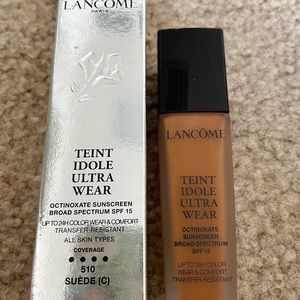 LANCÔME
PARIS
TEINT
IDOLE
ULTRA
WEAR
OCTINOXATE SUNSCREEN
BROAD SPECTRUM SPF 15
UP TO 24H COLOR WEAR & COMFORT
TRANSFER-RESISTANT
ALL SKIN TYPES
COVERAGE
510
SUÈDE (C)
LANCÔME
TEINT
IDOLE
ULTRA
WEAR
OCTINOXATE
SUNSCREEN
BROAD SPECTRUM
SPF 15
UP TO 24H COLOR
WEAR & COMFORT
TRANSFER-RESISTANT